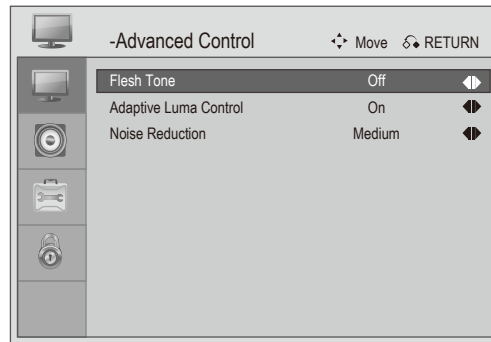 -Advanced Control Move RETURN
Flesh Tone Off
Adaptive Luma Control On
Noise Reduction Medium